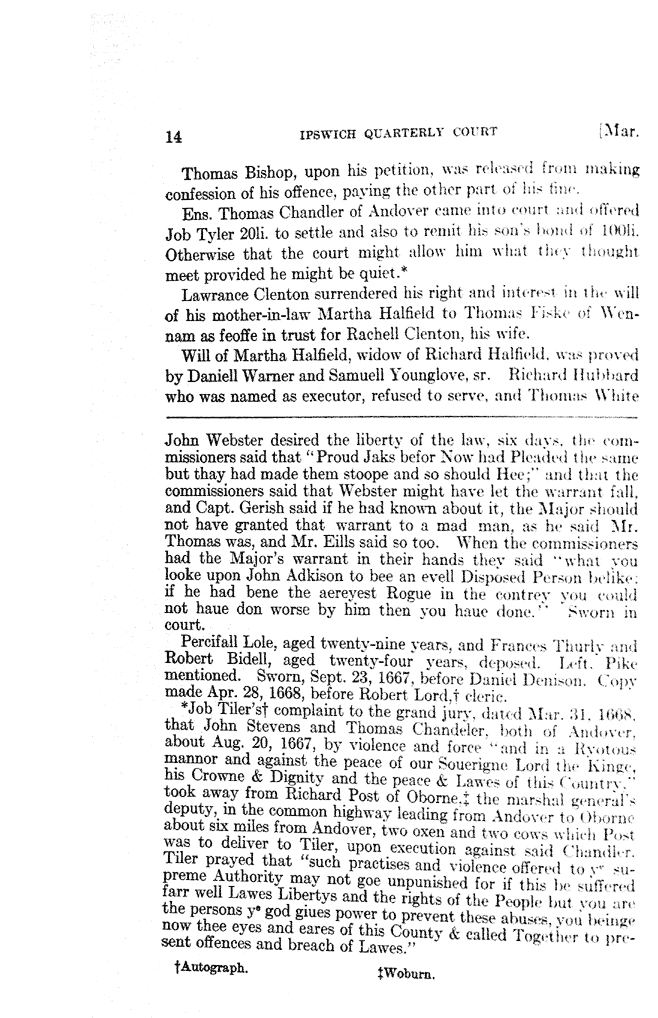 14 IPSWICH QUARTERLY COURT [Mar.
Thomas Bishop, upon his petition, was released from making
confession of his offence, paying the other part of his fine.
Ens. Thomas Chandler of Andover came into court and offered
Job Tyler 20li. to settle and also to remit his son's bond of 100li.
Otherwise that the court might allow him what they thought
meet provided he might be quiet.*
Lawrance Clenton surrendered his right and interest in the will
of his mother-in-law Martha Halfield to Thomas Fiske of Wen-
nam as feoffe in trust for Rachell Clenton, his wife.
Will of Martha Halfield, widow of Richard Halfield, was proved
by Daniell Warner and Samuell Younglove, sr. Richard Hubbard
who was named as executor, refused to serve, and Thomas White
John Webster desired the liberty of the law, six days, the com-
missioners said that "Proud Jaks befor Now had Pleaded the same
but thay had made them stoope and so should Hee;" and that the
commissioners said that Webster might have let the warrant fall,
and Capt. Gerish said if he had known about it, the Major should
not have granted that warrant to a mad man, as he said Mr.
Thomas was, and Mr. Eills said so too. When the commissioners
had the Major's warrant in their hands they said "what you
looke upon John Adkison to bee an evell Disposed Person belike;
if he had bene the aereyest Rogue in the contrey you could
not haue don worse by him then you haue done." Sworn in
court.
Percifall Lole, aged twenty-nine years, and Frances Thurly and
Robert Bidell, aged twenty-four years, deposed. Left. Pike
mentioned. Sworn, Sept. 23, 1667, before Daniel Denison. Copy
made Apr. 28, 1668, before Robert Lord,† cleric.
*Job Tiler's† complaint to the grand jury, dated Mar. 31, 1668,
that John Stevens and Thomas Chandeler, both of Andover,
about Aug. 20, 1667, by violence and force "and in a Ryotous
mannor and against the peace of our Souerigne Lord the Kinge,
his Crowne & Dignity and the peace & Lawes of this Country,"
took away from Richard Post of Oborne,‡ the marshal general's
deputy, in the common highway leading from Andover to Oborne
about six miles from Andover, two oxen and two cows which Post
was to deliver to Tiler, upon execution against said Chandler.
Tiler prayed that "such practises and violence offered to yr su-
preme Authority may not goe unpunished for if this be suffered
farr well Lawes Libertys and the rights of the People but you are
the persons ye god giues power to prevent these abuses, you beinge
now thee eyes and eares of this County & called Together to pre-
sent offences and breach of Lawes."
†Autograph. ‡Woburn.